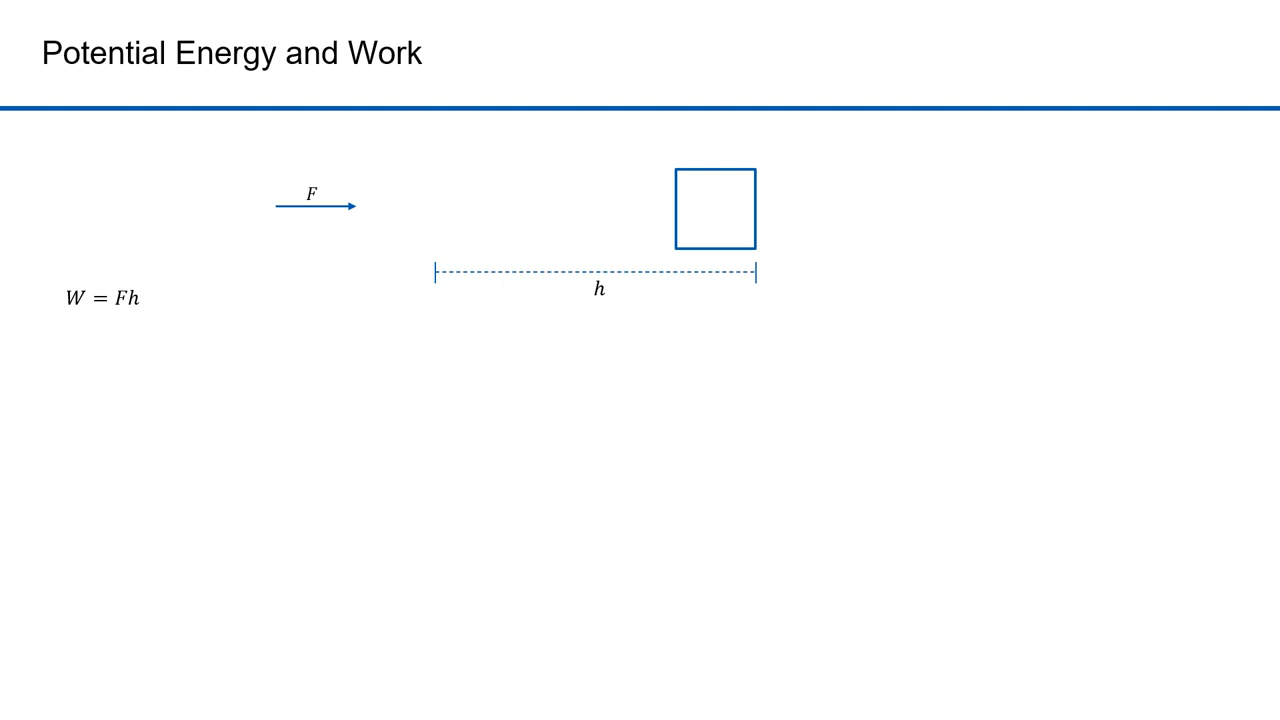 Potential Energy and Work
F
h
W = Fh